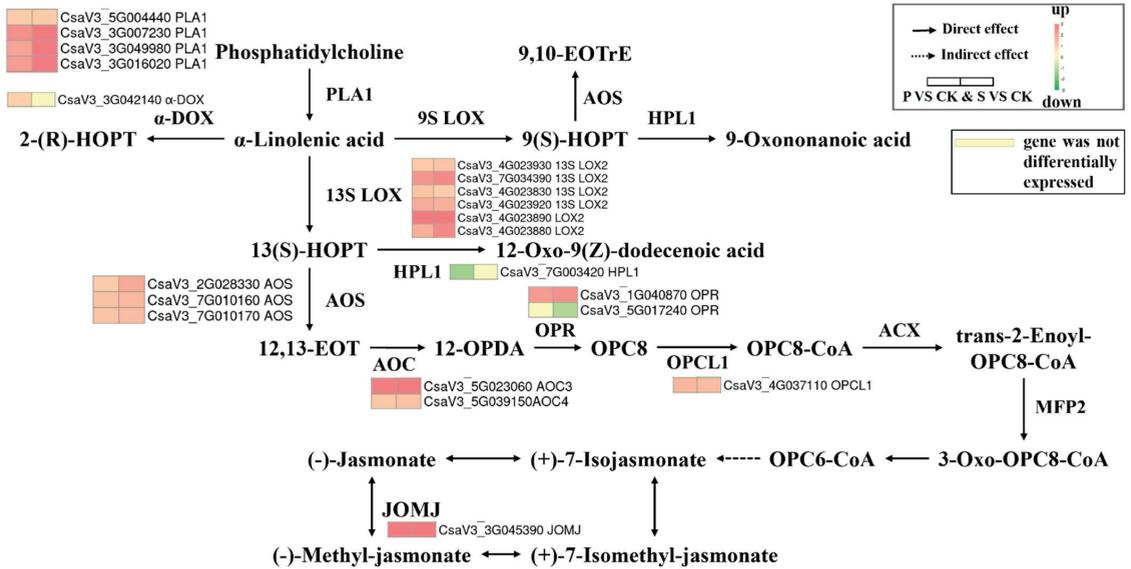 CsaV3_5G004440 PLA1
CsaV3_3G007230 PLA1
CsaV3_3G049980 PLA1
CsaV3_3G016020 PLA1
Phosphatidylcholine
9,10-EOTrE
up
Direct effect
Indirect effect
P VS CK & S VS CK
down
CsaV3_3G042140 α-DOX
PLA1
AOS
α-DOX
9S LOX
HPL1
2-(R)-HOPT
α-Linolenic acid
9(S)-HOPT
9-Oxononanoic acid
gene was not
differentially
expressed
13S LOX
CsaV3_4G023930 13S LOX2
CsaV3_7G034390 13S LOX2
CsaV3_4G023830 13S LOX2
CsaV3_4G023920 13S LOX2
CsaV3_4G023890 LOX2
CsaV3_4G023880 LOX2
13(S)-HOPT
12-Oxo-9(Z)-dodecenoic acid
HPL1
CsaV3_7G003420 HPL1
CsaV3_2G028330 AOS
CsaV3_7G010160 AOS
CsaV3_7G010170 AOS
AOS
CsaV3_1G040870 OPR
CsaV3_5G017240 OPR
OPR
ACX
12,13-EOT
12-OPDA
OPC8
OPC8-CoA
trans-2-Enoyl-
OPC8-CoA
AOC
OPCL1
CsaV3_5G023060 AOC3
CsaV3_5G039150AOC4
CsaV3_4G037110 OPCL1
MFP2
(-)-Jasmonate
(+)-7-Isojasmonate
OPC6-CoA
3-Oxo-OPC8-CoA
JOMJ
CsaV3_3G045390 JOMJ
(-)-Methyl-jasmonate
(+)-7-Isomethyl-jasmonate